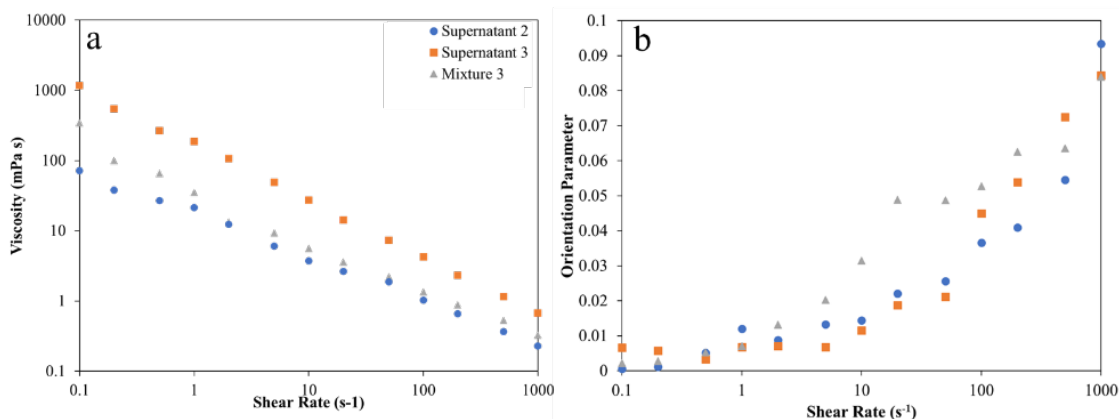 a
10000
1000
100
10
1
0.1
Viscosity (mPa s)
Supernatant 2
Supernatant 3
Mixture 3
0.1 1 10 100 1000
Shear Rate (s-1)
b
0.1
0.09
0.08
0.07
0.06
0.05
0.04
0.03
0.02
0.01
0
Orientation Parameter
0.1 1 10 100 1000
Shear Rate (s⁻¹)